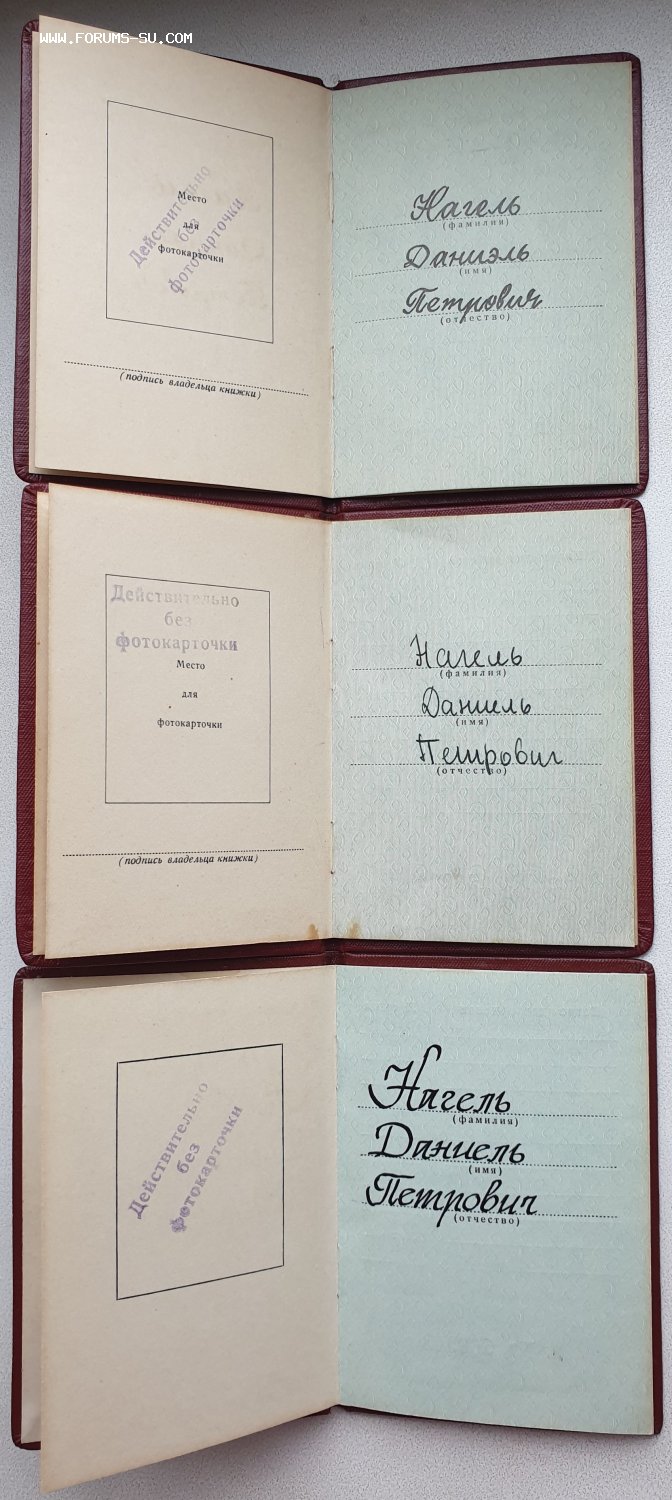 WWW.FORUMS-SU.COM
Место
для
фотокарточки
Действительно
без
фотокарточки
(подпись владельца книжки)
Нагель
(фамилия)
Даниэль
(имя)
Петрович
(отчество)
Действительно
без
фотокарточки
Место
для
фотокарточки
(подпись владельца книжки)
Нагель
(фамилия)
Даниель
(имя)
Петрович
(отчество)
Действительно
без
фотокарточки
Нагель
(фамилия)
Даниель
(имя)
Петрович
(отчество)